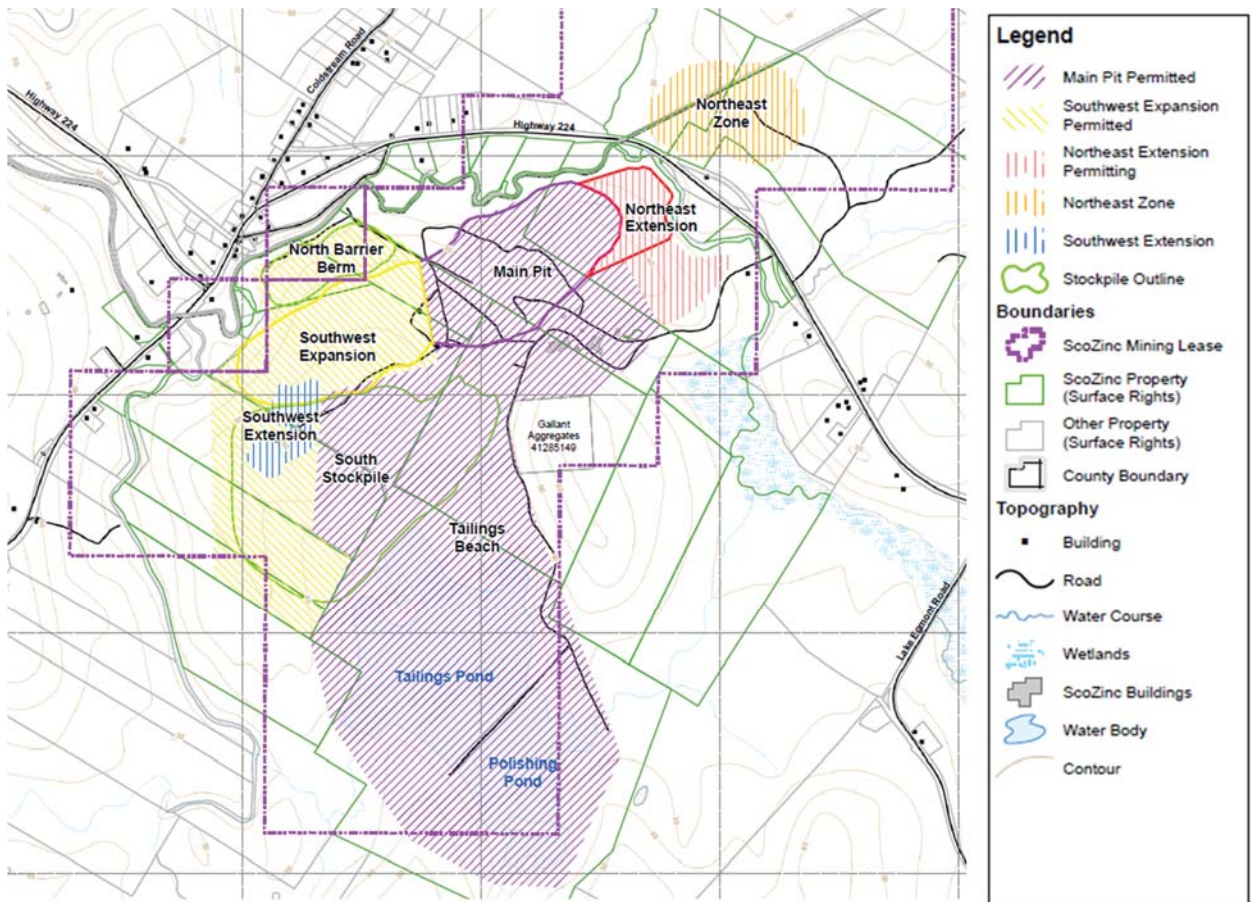 Coldstream Road
Highway 224
Highway 224
Northeast
Zone
Northeast
Extension
North Barrier
Berm
Main Pit
Southwest
Expansion
Southwest
Extension
South
Stockpile
Gallant
Aggregates
41285149
Tailings
Beach
Tailings Pond
Polishing
Pond
Lake Egmont Road
Legend
Main Pit Permitted
Southwest Expansion
Permitted
Northeast Extension
Permitting
Northeast Zone
Southwest Extension
Stockpile Outline
Boundaries
ScoZinc Mining Lease
ScoZinc Property
(Surface Rights)
Other Property
(Surface Rights)
County Boundary
Topography
Building
Road
Water Course
Wetlands
ScoZinc Buildings
Water Body
Contour